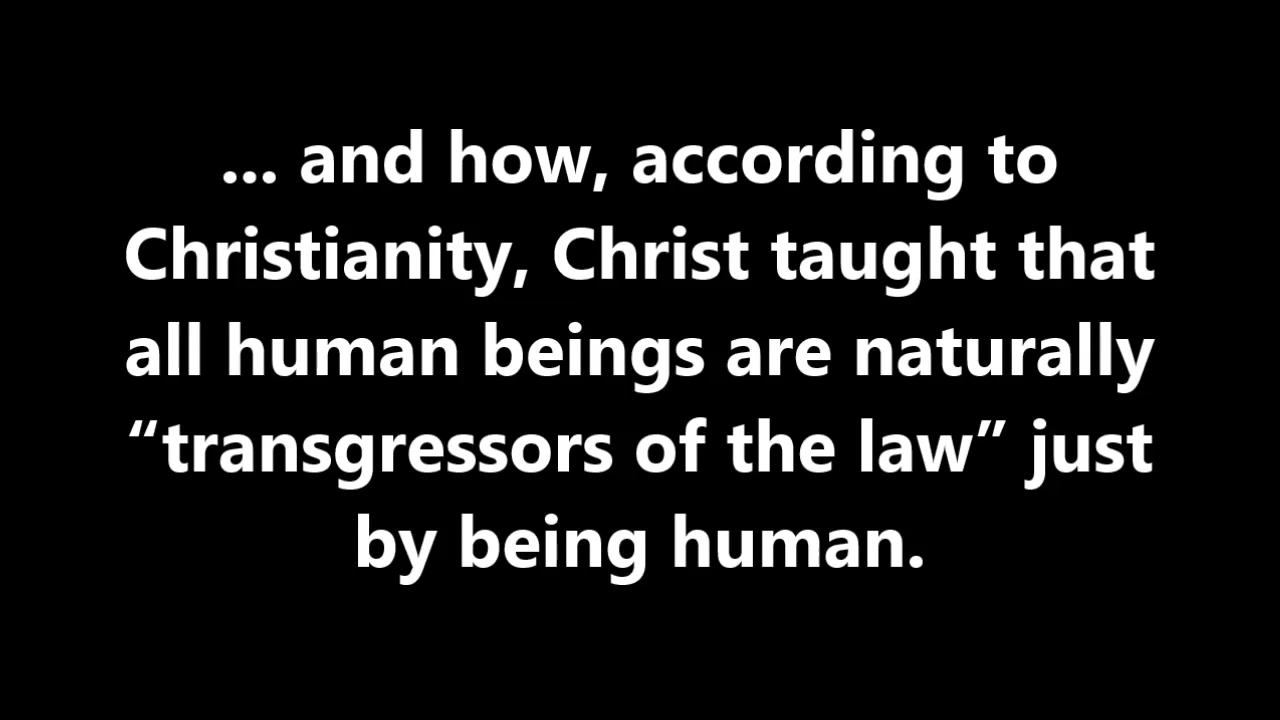 ... and how, according to
Christianity, Christ taught that
all human beings are naturally
“transgressors of the law” just
by being human.